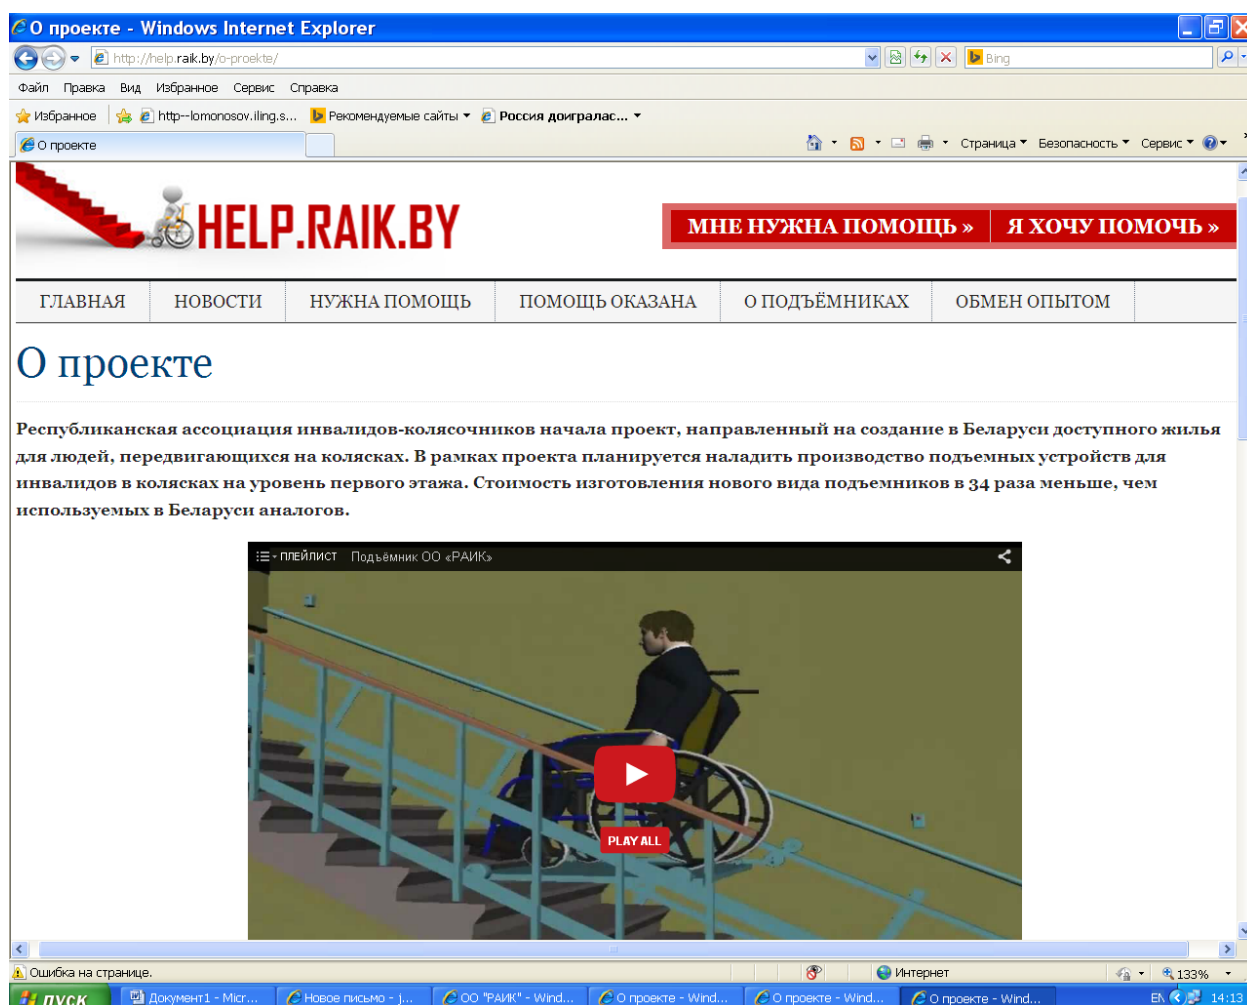 О проекте - Windows Internet Explorer
http://help.raik.by/o-proekte/
Bing
Файл Правка Вид Избранное Сервис Справка
Избранное http--lomonosov.iling.s... Рекомендуемые сайты Россия доигралас...
О проекте
Страница Безопасность Сервис
HELP.RAIK.BY
МНЕ НУЖНА ПОМОЩЬ » Я ХОЧУ ПОМОЧЬ »
ГЛАВНАЯ НОВОСТИ НУЖНА ПОМОЩЬ ПОМОЩЬ ОКАЗАНА О ПОДЪЁМНИКАХ ОБМЕН ОПЫТОМ
О проекте
Республиканская ассоциация инвалидов-колясочников начала проект, направленный на создание в Беларуси доступного жилья
для людей, передвигающихся на колясках. В рамках проекта планируется наладить производство подъемных устройств для
инвалидов в колясках на уровень первого этажа. Стоимость изготовления нового вида подъемников в 34 раза меньше, чем
используемых в Беларуси аналогов.
ПЛЕЙЛИСТ Подъёмник ОО «РАИК»
PLAY ALL
Ошибка на странице.
Интернет
133%
пуск
Документ1 - Micr...
Новое письмо - j...
ОО "РАИК" - Wind...
О проекте - Wind...
О проекте - Wind...
О проекте - Wind...
EN
14:13